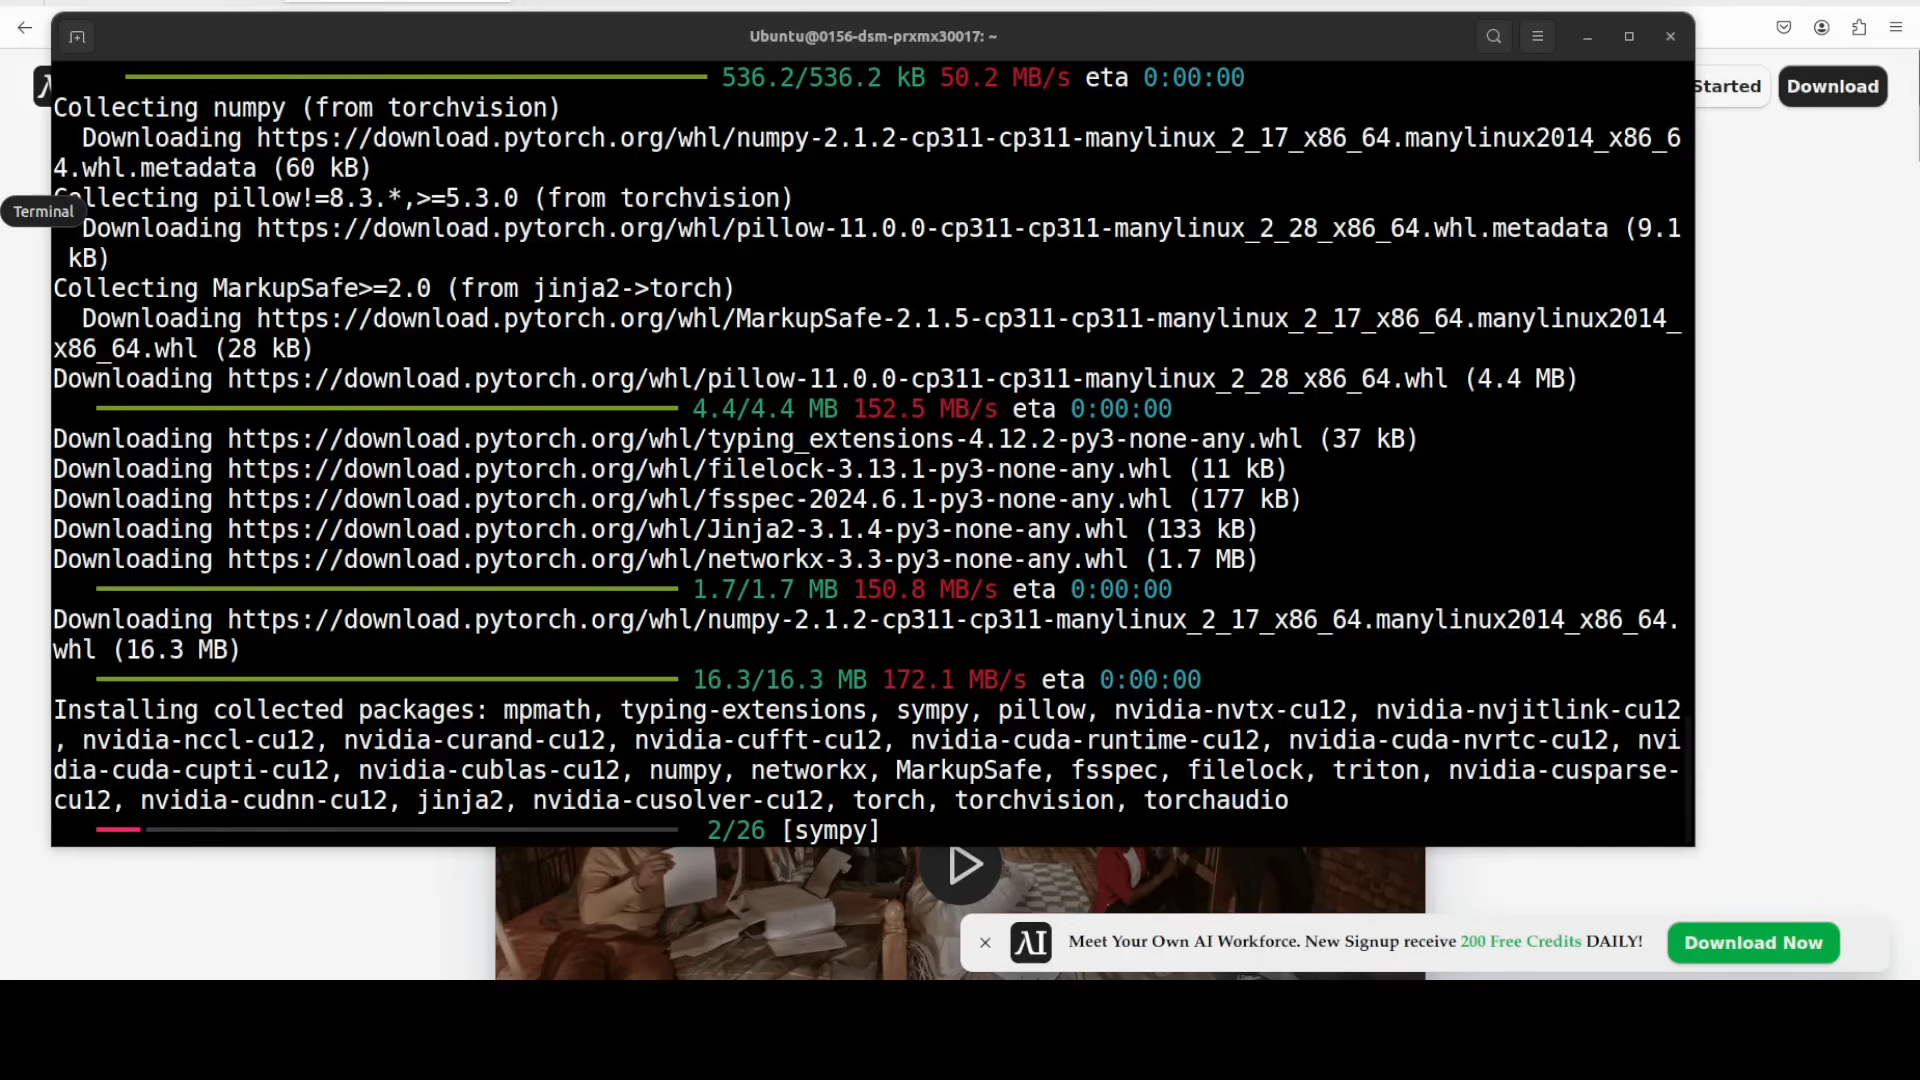 Ubuntu@0156-dsm-prxmx30017: ~
536.2/536.2 kB 50.2 MB/s eta 0:00:00
Collecting numpy (from torchvision)
Downloading https://download.pytorch.org/whl/numpy-2.1.2-cp311-cp311-manylinux_2_17_x86_64.manylinux2014_x86_6
4.whl.metadata (60 kB)
Collecting pillow!=8.3.*,>=5.3.0 (from torchvision)
Downloading https://download.pytorch.org/whl/pillow-11.0.0-cp311-cp311-manylinux_2_28_x86_64.whl.metadata (9.1
kB)
Collecting MarkupSafe>=2.0 (from jinja2->torch)
Downloading https://download.pytorch.org/whl/MarkupSafe-2.1.5-cp311-cp311-manylinux_2_17_x86_64.manylinux2014_
x86_64.whl (28 kB)
Downloading https://download.pytorch.org/whl/pillow-11.0.0-cp311-cp311-manylinux_2_28_x86_64.whl (4.4 MB)
4.4/4.4 MB 152.5 MB/s eta 0:00:00
Downloading https://download.pytorch.org/whl/typing_extensions-4.12.2-py3-none-any.whl (37 kB)
Downloading https://download.pytorch.org/whl/filelock-3.13.1-py3-none-any.whl (11 kB)
Downloading https://download.pytorch.org/whl/fsspec-2024.6.1-py3-none-any.whl (177 kB)
Downloading https://download.pytorch.org/whl/Jinja2-3.1.4-py3-none-any.whl (133 kB)
Downloading https://download.pytorch.org/whl/networkx-3.3-py3-none-any.whl (1.7 MB)
1.7/1.7 MB 150.8 MB/s eta 0:00:00
Downloading https://download.pytorch.org/whl/numpy-2.1.2-cp311-cp311-manylinux_2_17_x86_64.manylinux2014_x86_64.
whl (16.3 MB)
16.3/16.3 MB 172.1 MB/s eta 0:00:00
Installing collected packages: mpmath, typing-extensions, sympy, pillow, nvidia-nvtx-cu12, nvidia-nvjitlink-cu12
, nvidia-nccl-cu12, nvidia-curand-cu12, nvidia-cufft-cu12, nvidia-cuda-runtime-cu12, nvidia-cuda-nvrtc-cu12, nvi
dia-cuda-cupti-cu12, nvidia-cublas-cu12, numpy, networkx, MarkupSafe, fsspec, filelock, triton, nvidia-cusparse-
cu12, nvidia-cudnn-cu12, jinja2, nvidia-cusolver-cu12, torch, torchvision, torchaudio
2/26 [sympy]
Terminal
Started
Download
AI Meet Your Own AI Workforce. New Signup receive 200 Free Credits DAILY!
Download Now